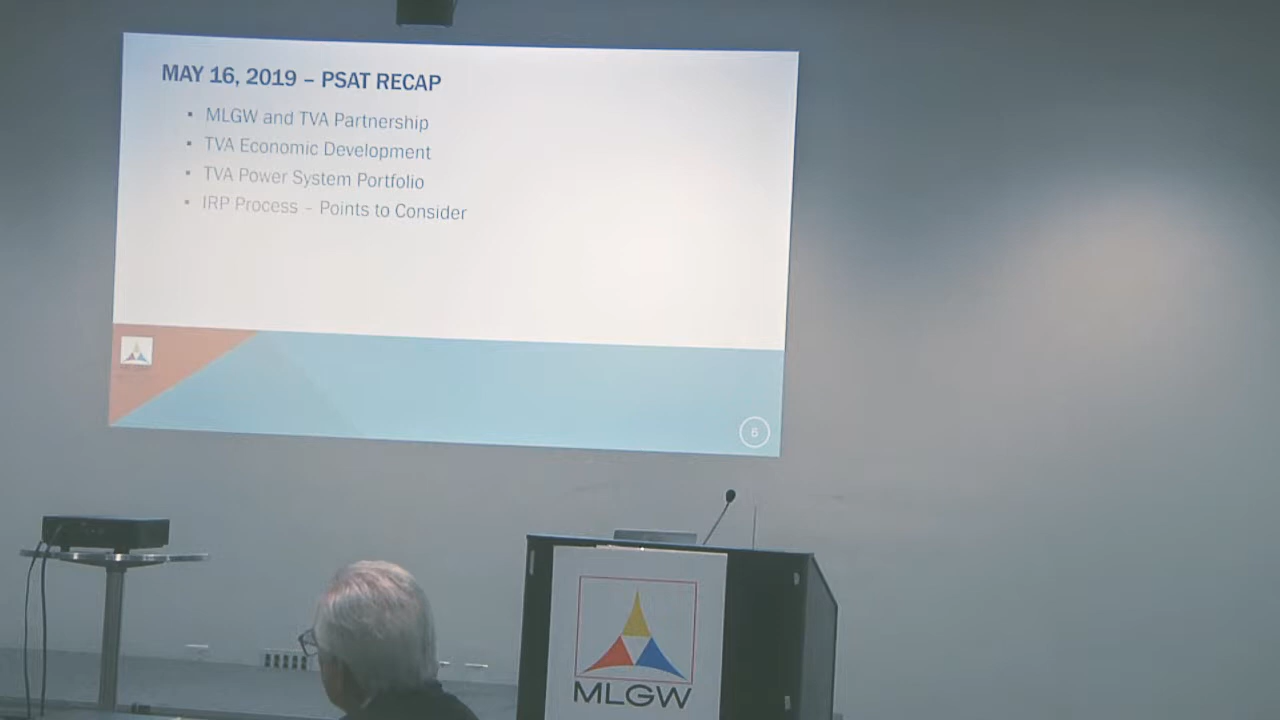 MAY 16, 2019 – PSAT RECAP
▪ MLGW and TVA Partnership
▪ TVA Economic Development
▪ TVA Power System Portfolio
▪ IRP Process – Points to Consider
6
MLGW